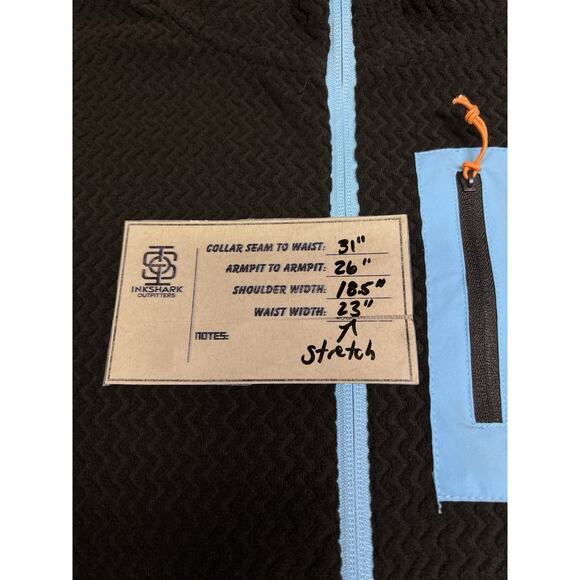 INKSHARK
OUTFITTERS
COLLAR SEAM TO WAIST: 31"
ARMPIT TO ARMPIT: 26"
SHOULDER WIDTH: 18.5"
WAIST WIDTH: 23"
NOTES:
stretch